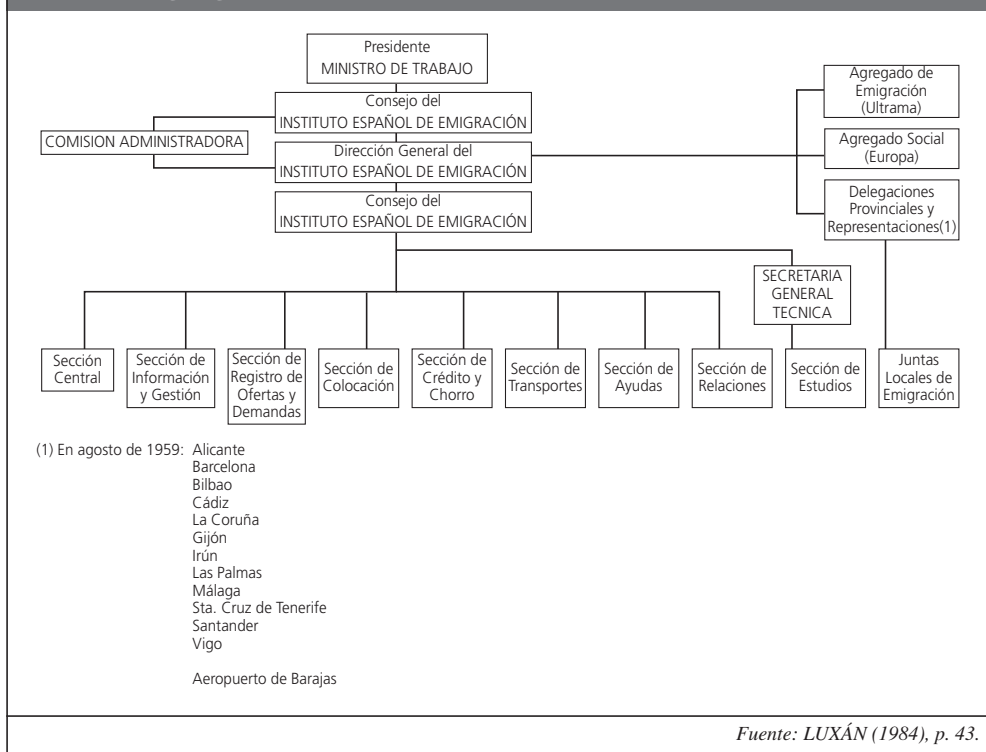 Presidente
MINISTRO DE TRABAJO
Consejo del
INSTITUTO ESPAÑOL DE EMIGRACIÓN
COMISION ADMINISTRADORA
Dirección General del
INSTITUTO ESPAÑOL DE EMIGRACIÓN
Consejo del
INSTITUTO ESPAÑOL DE EMIGRACIÓN
Agregado de
Emigración
(Ultrama)
Agregado Social
(Europa)
Delegaciones
Provinciales y
Representaciones(1)
SECRETARIA
GENERAL
TECNICA
Sección
Central
Sección de
Información
y Gestión
Sección de
Registro de
Ofertas y
Demandas
Sección de
Colocación
Sección de
Crédito y
Chorro
Sección de
Transportes
Sección de
Ayudas
Sección de
Relaciones
Sección de
Estudios
Juntas
Locales de
Emigración
(1) En agosto de 1959: Alicante
Barcelona
Bilbao
Cádiz
La Coruña
Gijón
Irún
Las Palmas
Málaga
Sta. Cruz de Tenerife
Santander
Vigo
Aeropuerto de Barajas
Fuente: LUXÁN (1984), p. 43.